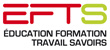 EFTS
ÉDUCATION FORMATION
TRAVAIL SAVOIRS